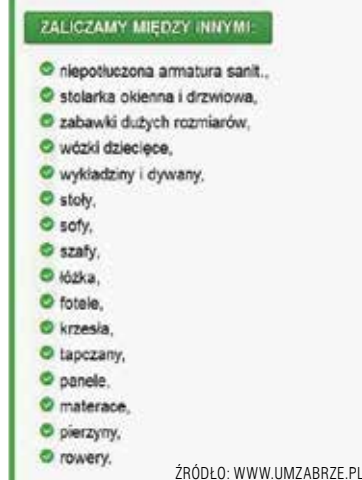 ZALICZAMY MIĘDZY INNYMI:
niepotłuczona armatura sanit.,
stolarka okienna i drzwiowa,
zabawki dużych rozmiarów,
wózki dziecięce,
wykładziny i dywany,
stoły,
sofy,
szafy,
łóżka,
fotele,
krzesła,
tapczany,
panele,
materace,
pierzyny,
rowery.
ŹRÓDŁO: WWW.UMZABRZE.PL